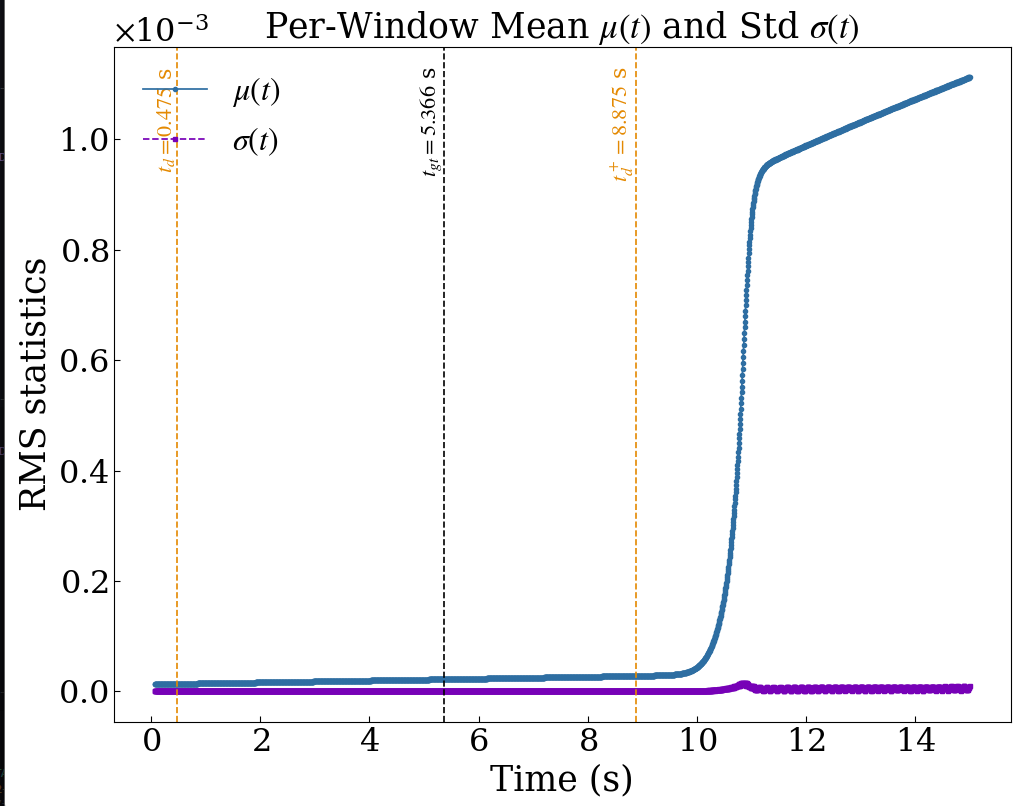 ×10⁻³
Per-Window Mean μ(t) and Std σ(t)
μ(t)
σ(t)
t_d = 0.475 s
t_gt = 5.366 s
t_d⁺ = 8.875 s
RMS statistics
1.0
0.8
0.6
0.4
0.2
0.0
0 2 4 6 8 10 12 14
Time (s)